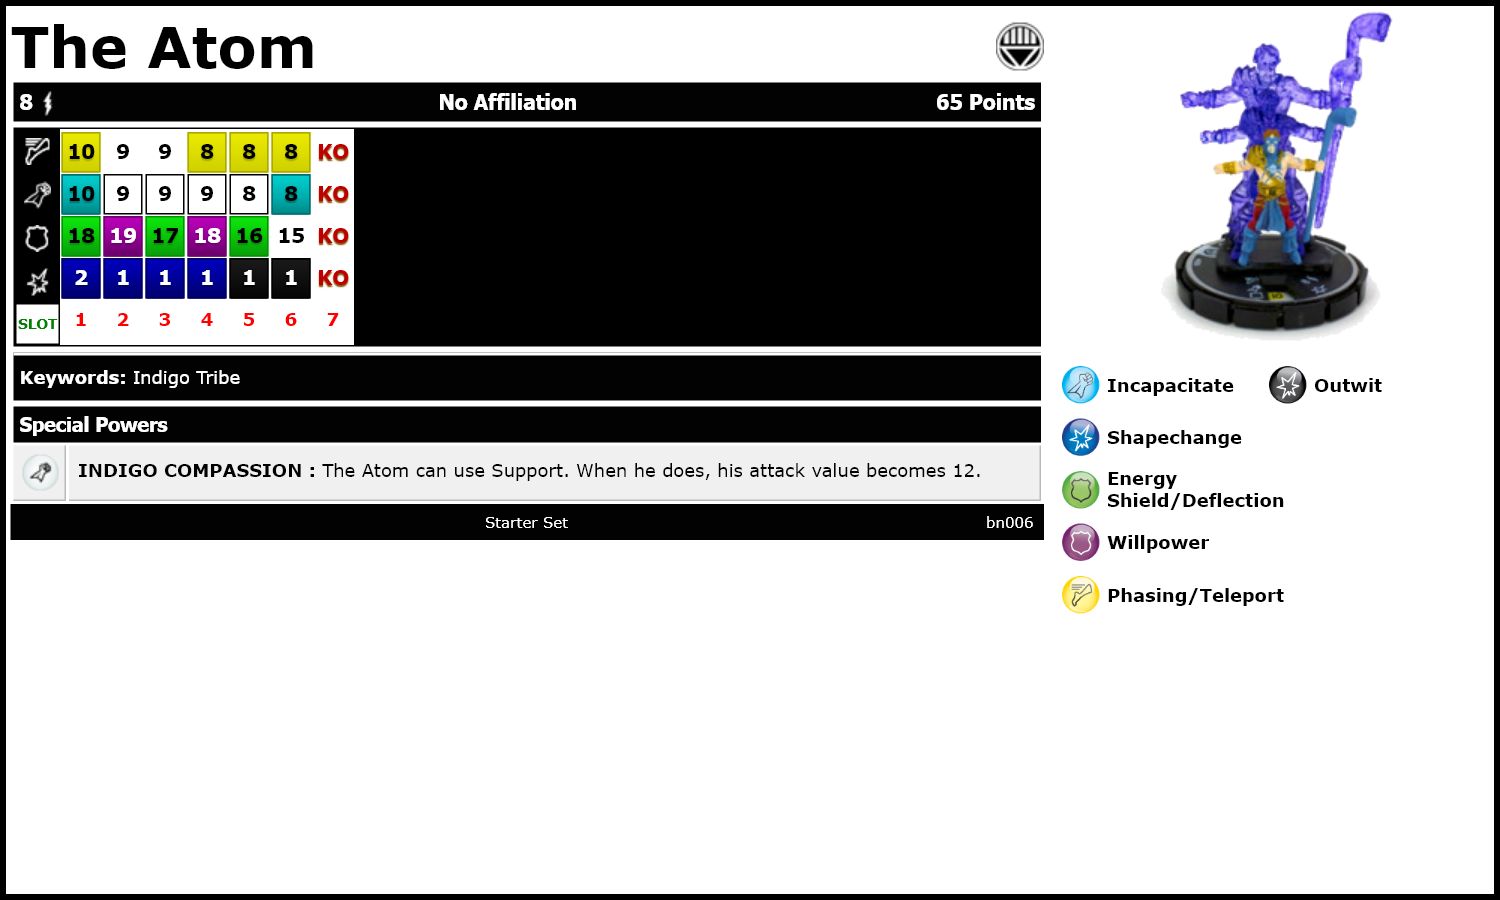 The Atom
8 No Affiliation 65 Points
10 9 9 8 8 8 KO
10 9 9 9 8 8 KO
18 19 17 18 16 15 KO
2 1 1 1 1 1 KO
SLOT 1 2 3 4 5 6 7
Keywords: Indigo Tribe
Special Powers
INDIGO COMPASSION : The Atom can use Support. When he does, his attack value becomes 12.
Starter Set bn006
Incapacitate Outwit
Shapechange
Energy
Shield/Deflection
Willpower
Phasing/Teleport